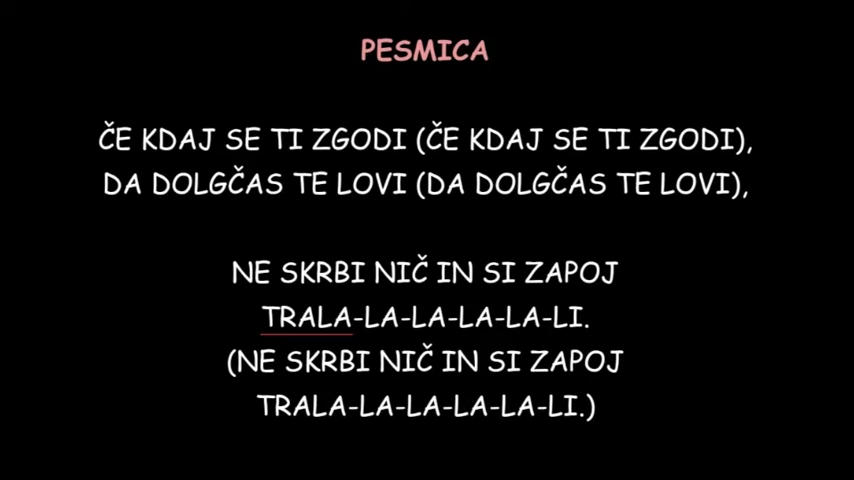 PESMICA
ČE KDAJ SE TI ZGODI (ČE KDAJ SE TI ZGODI),
DA DOLGČAS TE LOVI (DA DOLGČAS TE LOVI),
NE SKRBI NIČ IN SI ZAPOJ
TRALA-LA-LA-LA-LA-LI.
(NE SKRBI NIČ IN SI ZAPOJ
TRALA-LA-LA-LA-LA-LI.)